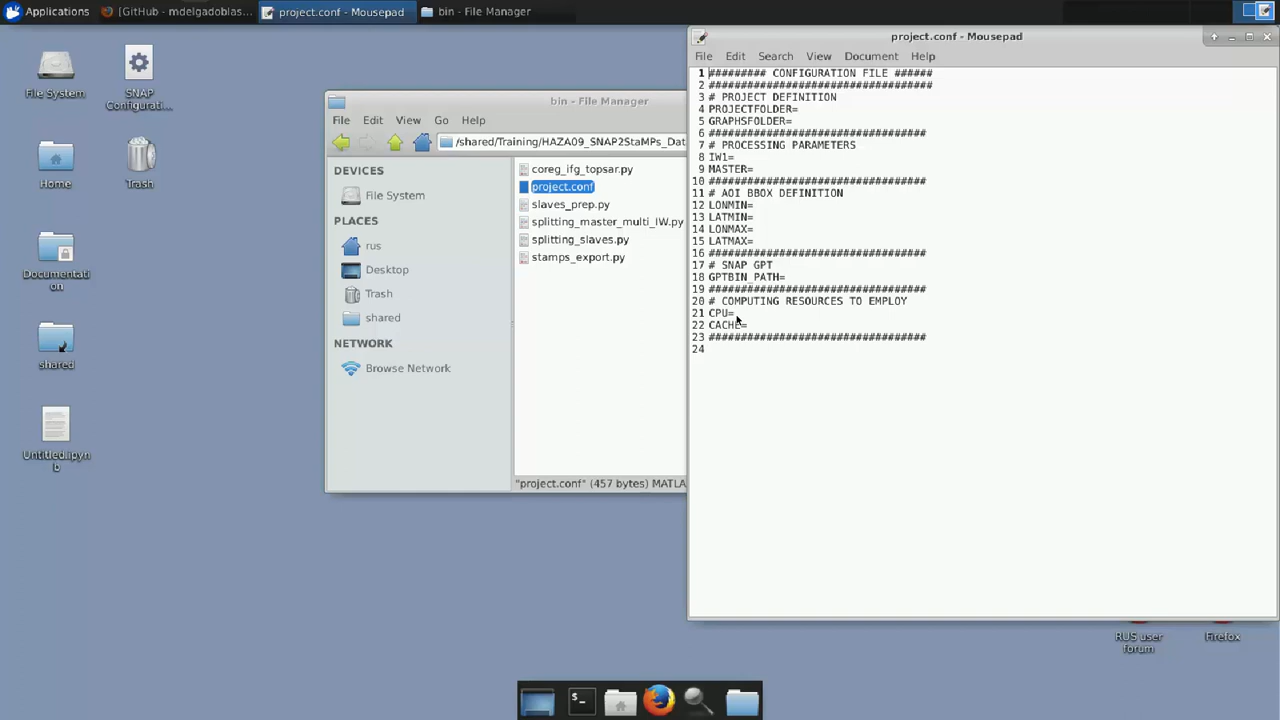 Applications
[GitHub - mdelgadoblas...
project.conf - Mousepad
bin - File Manager
File System
SNAP
Configurati...
Home
Trash
Documentati
on
shared
Untitled.ipyn
b
bin - File Manager
File Edit View Go Help
/shared/Training/HAZA09_SNAP2StaMPs_Dat
DEVICES
File System
PLACES
rus
Desktop
Trash
shared
NETWORK
Browse Network
coreg_ifg_topsar.py
project.conf
slaves_prep.py
splitting_master_multi_IW.py
splitting_slaves.py
stamps_export.py
"project.conf" (457 bytes) MATLA
project.conf - Mousepad
File Edit Search View Document Help
1 ######### CONFIGURATION FILE ######
2 ###################################
3 # PROJECT DEFINITION
4 PROJECTFOLDER=
5 GRAPHSFOLDER=
6 ##################################
7 # PROCESSING PARAMETERS
8 IW1=
9 MASTER=
10 ##################################
11 # AOI BBOX DEFINITION
12 LONMIN=
13 LATMIN=
14 LONMAX=
15 LATMAX=
16 ##################################
17 # SNAP GPT
18 GPTBIN_PATH=
19 ##################################
20 # COMPUTING RESOURCES TO EMPLOY
21 CPU=
22 CACHE=
23 ##################################
24
RUS user
forum
Firefox